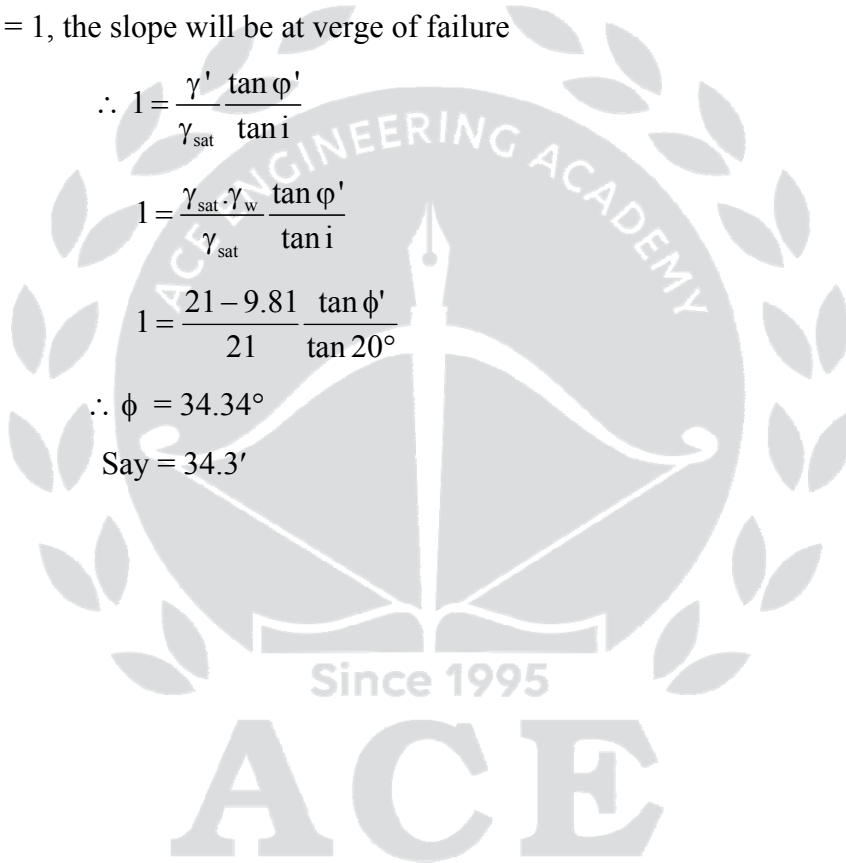 = 1, the slope will be at verge of failure
∴ 1 = γ' / γsat tan φ' / tan i
1 = γsat.γw / γsat tan φ' / tan i
1 = 21 − 9.81 / 21 tan ϕ' / tan 20°
∴ ϕ = 34.34°
Say = 34.3′
ACE ENGINEERING ACADEMY
Since 1995
ACE